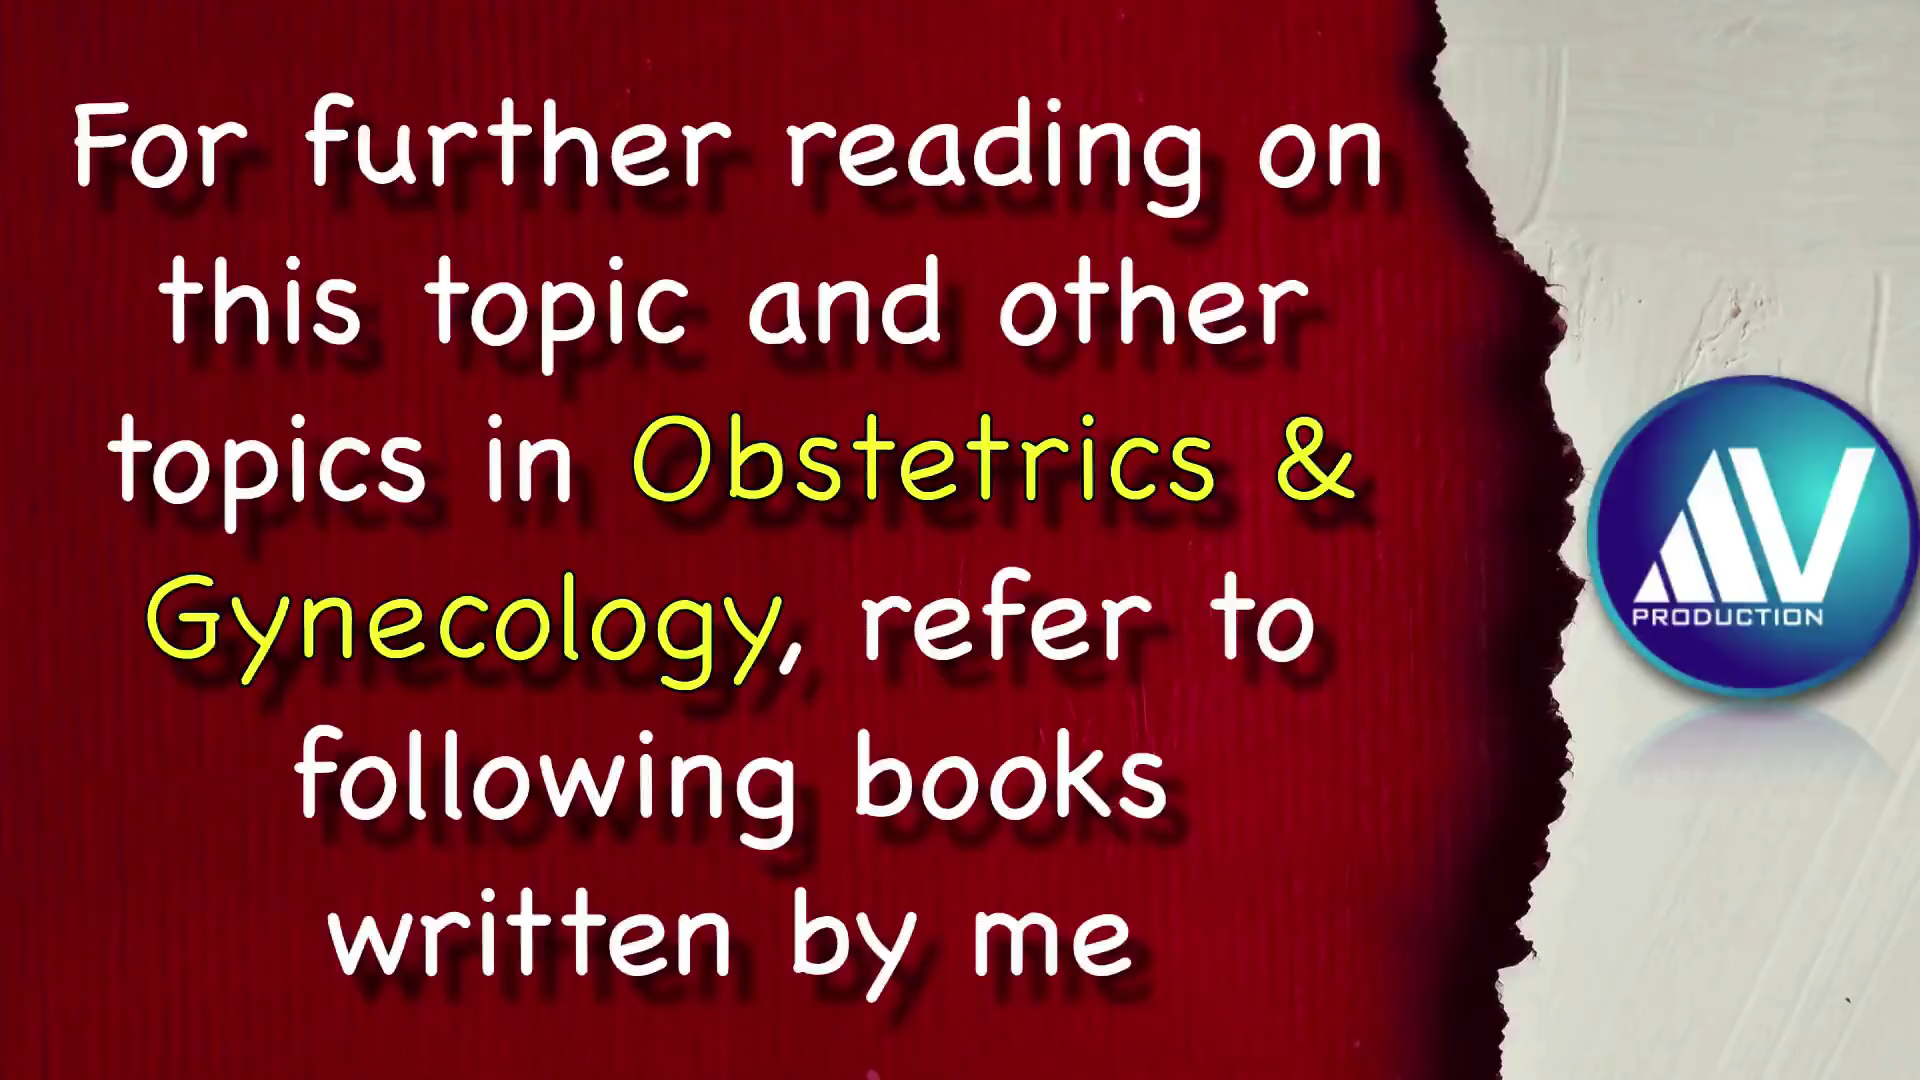 For further reading on
this topic and other
topics in Obstetrics &
Gynecology, refer to
following books
written by me
AV
PRODUCTION